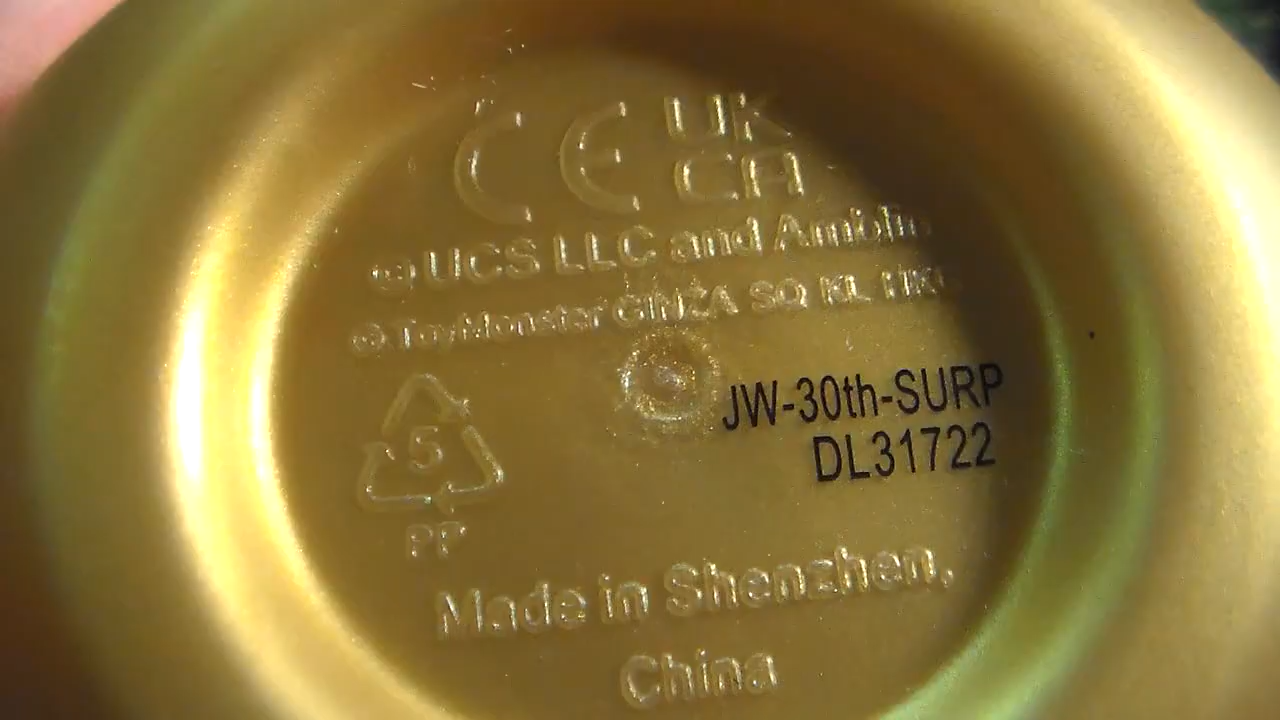 CE UK
CA
© UCS LLC and Amblin
© ToyMonster GINZA SQ KL HK
JW-30th-SURP
DL31722
5
PP
Made in Shenzhen,
China